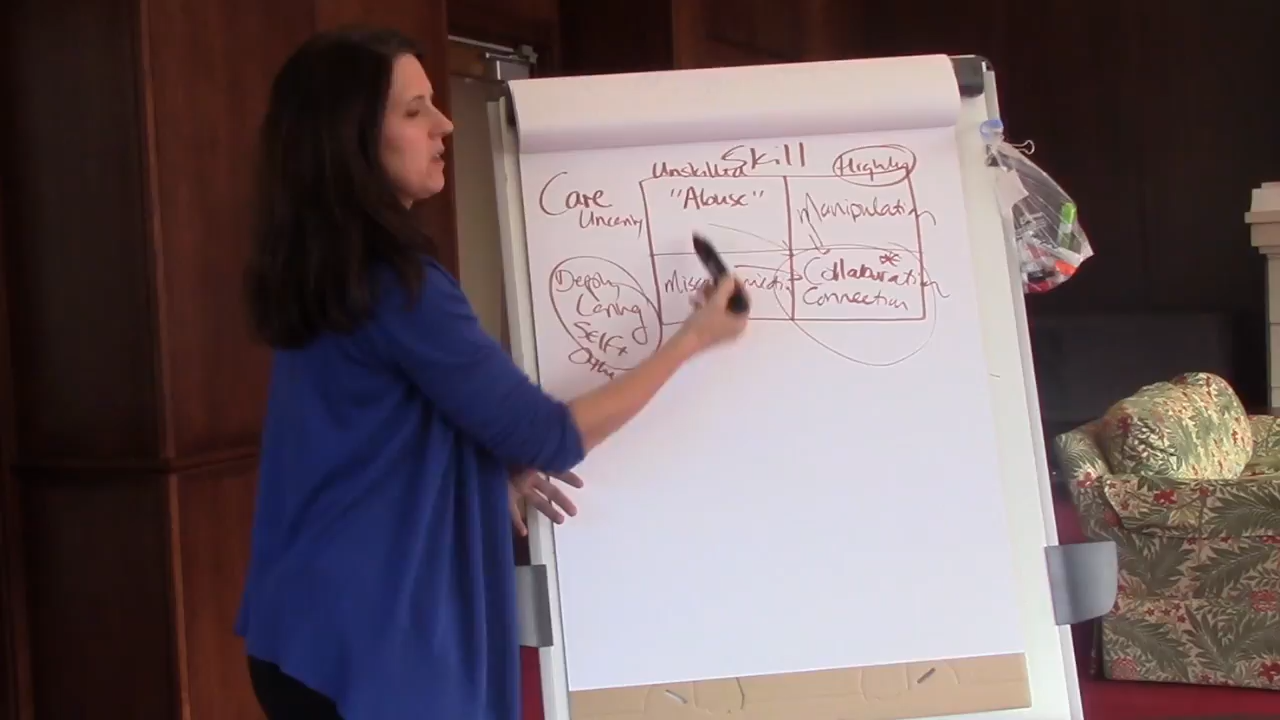 Skill
Unskilled Highly
Care "Abuse" Manipulation
Uncaring
Deeply Collaboration *
Caring Connection
Self +